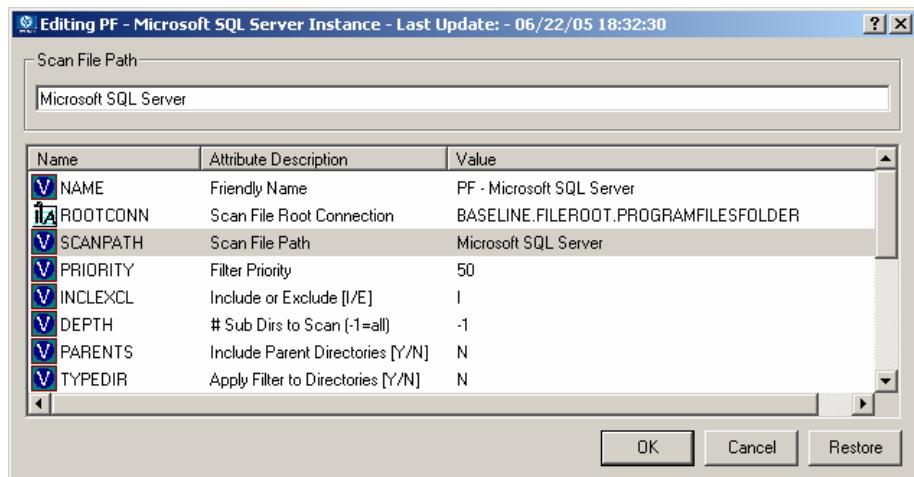 Editing PF - Microsoft SQL Server Instance - Last Update: - 06/22/05 18:32:30
Scan File Path
Microsoft SQL Server
Name Attribute Description Value
V NAME Friendly Name PF - Microsoft SQL Server
ROOTCONN Scan File Root Connection BASELINE.FILEROOT.PROGRAMFILESFOLDER
V SCANPATH Scan File Path Microsoft SQL Server
V PRIORITY Filter Priority 50
V INCLEXCL Include or Exclude [I/E] I
V DEPTH # Sub Dirs to Scan (-1=all) -1
V PARENTS Include Parent Directories [Y/N] N
V TYPEDIR Apply Filter to Directories [Y/N] N
OK Cancel Restore